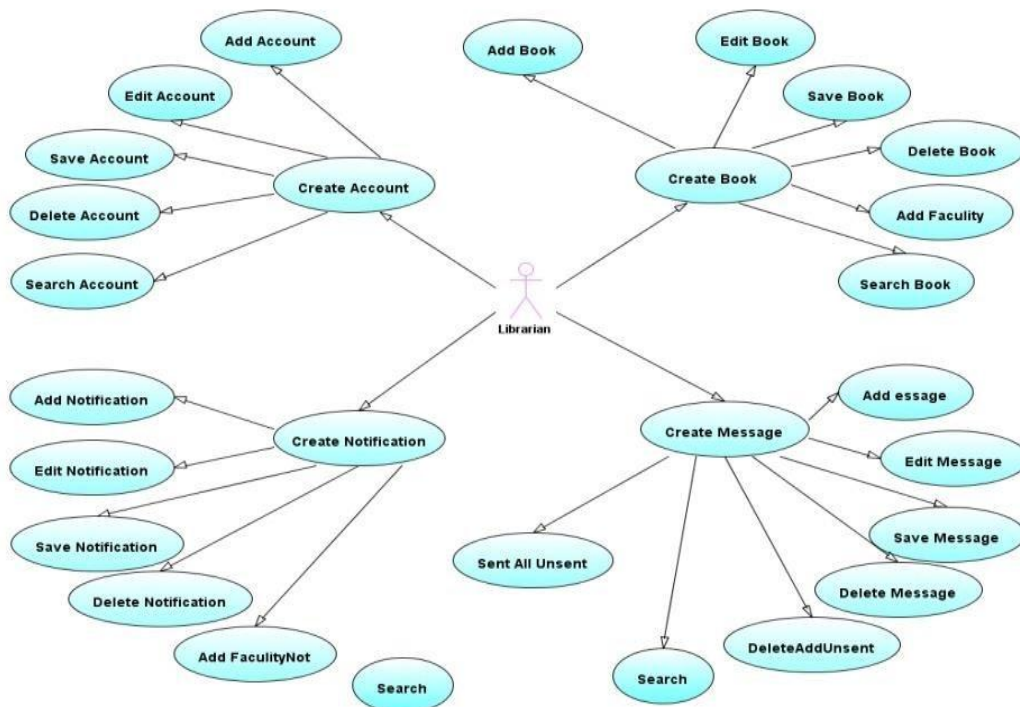 Add Account
Edit Account
Save Account
Delete Account
Search Account
Create Account
Add Book
Edit Book
Save Book
Delete Book
Add Faculity
Search Book
Create Book
Librarian
Add Notification
Edit Notification
Save Notification
Delete Notification
Add FaculityNot
Search
Create Notification
Create Message
Add essage
Edit Message
Save Message
Delete Message
DeleteAddUnsent
Search
Sent All Unsent